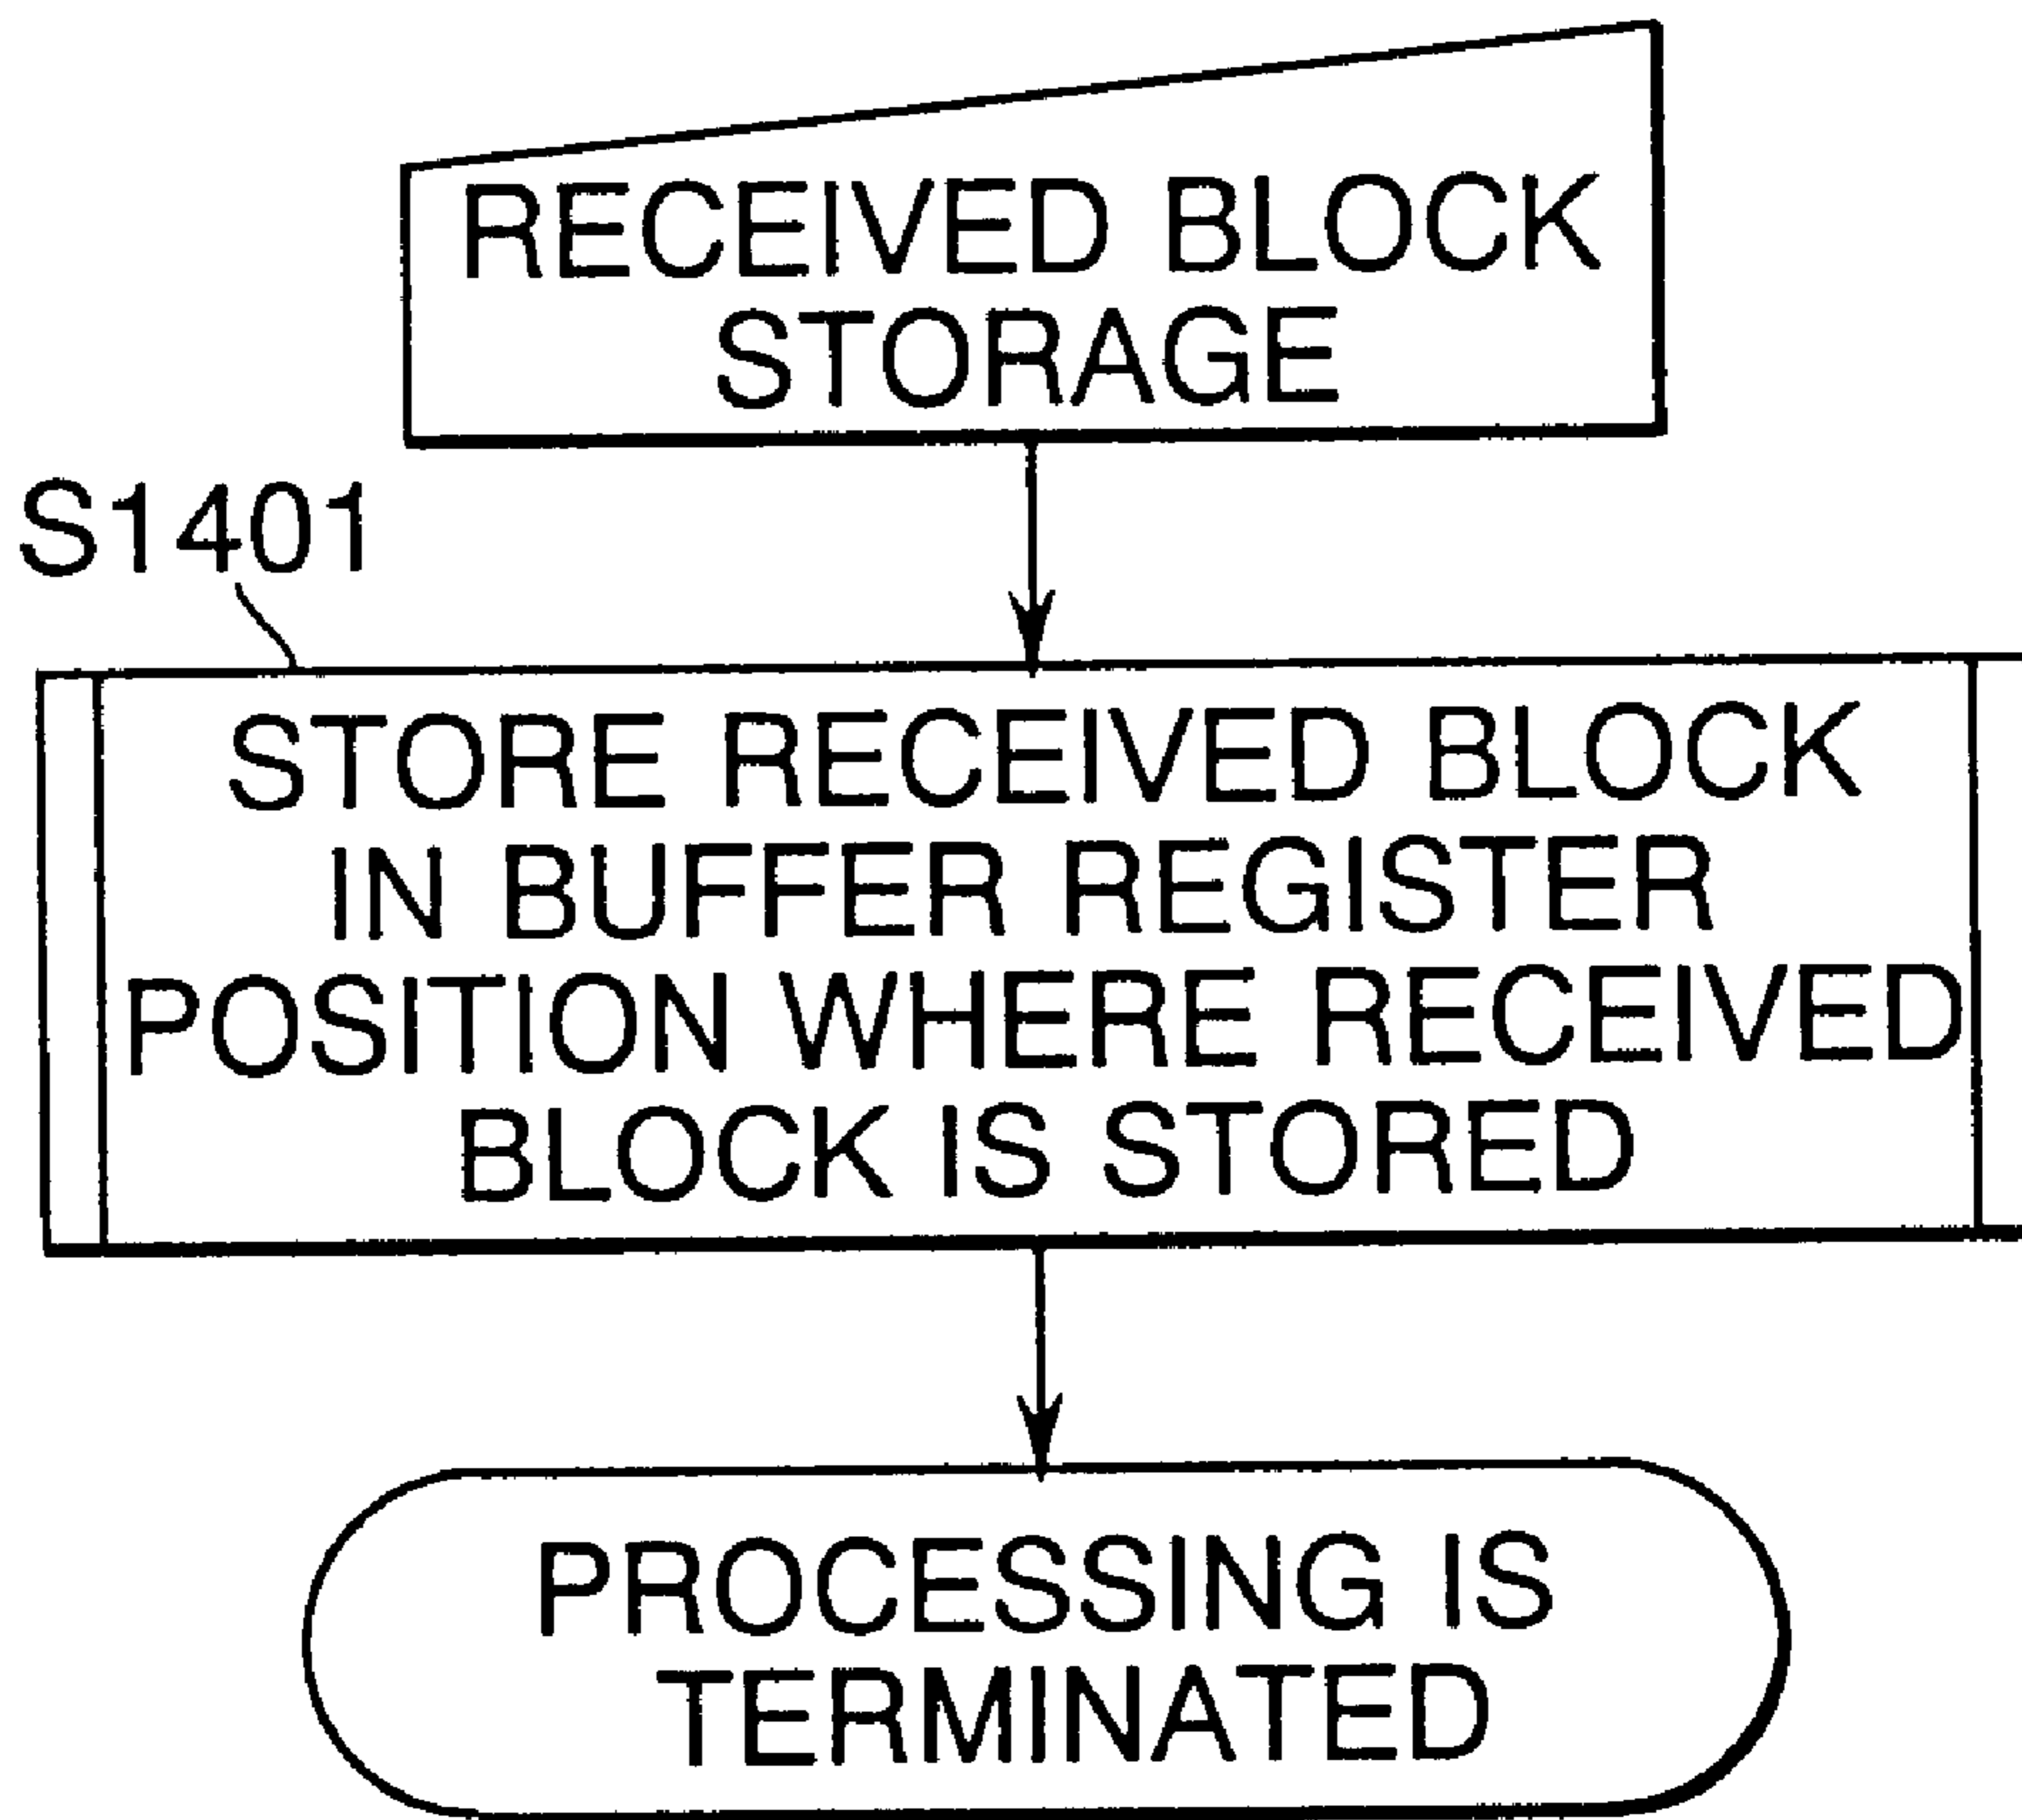 RECEIVED BLOCK
STORAGE
S1401
STORE RECEIVED BLOCK
IN BUFFER REGISTER
POSITION WHERE RECEIVED
BLOCK IS STORED
PROCESSING IS
TERMINATED